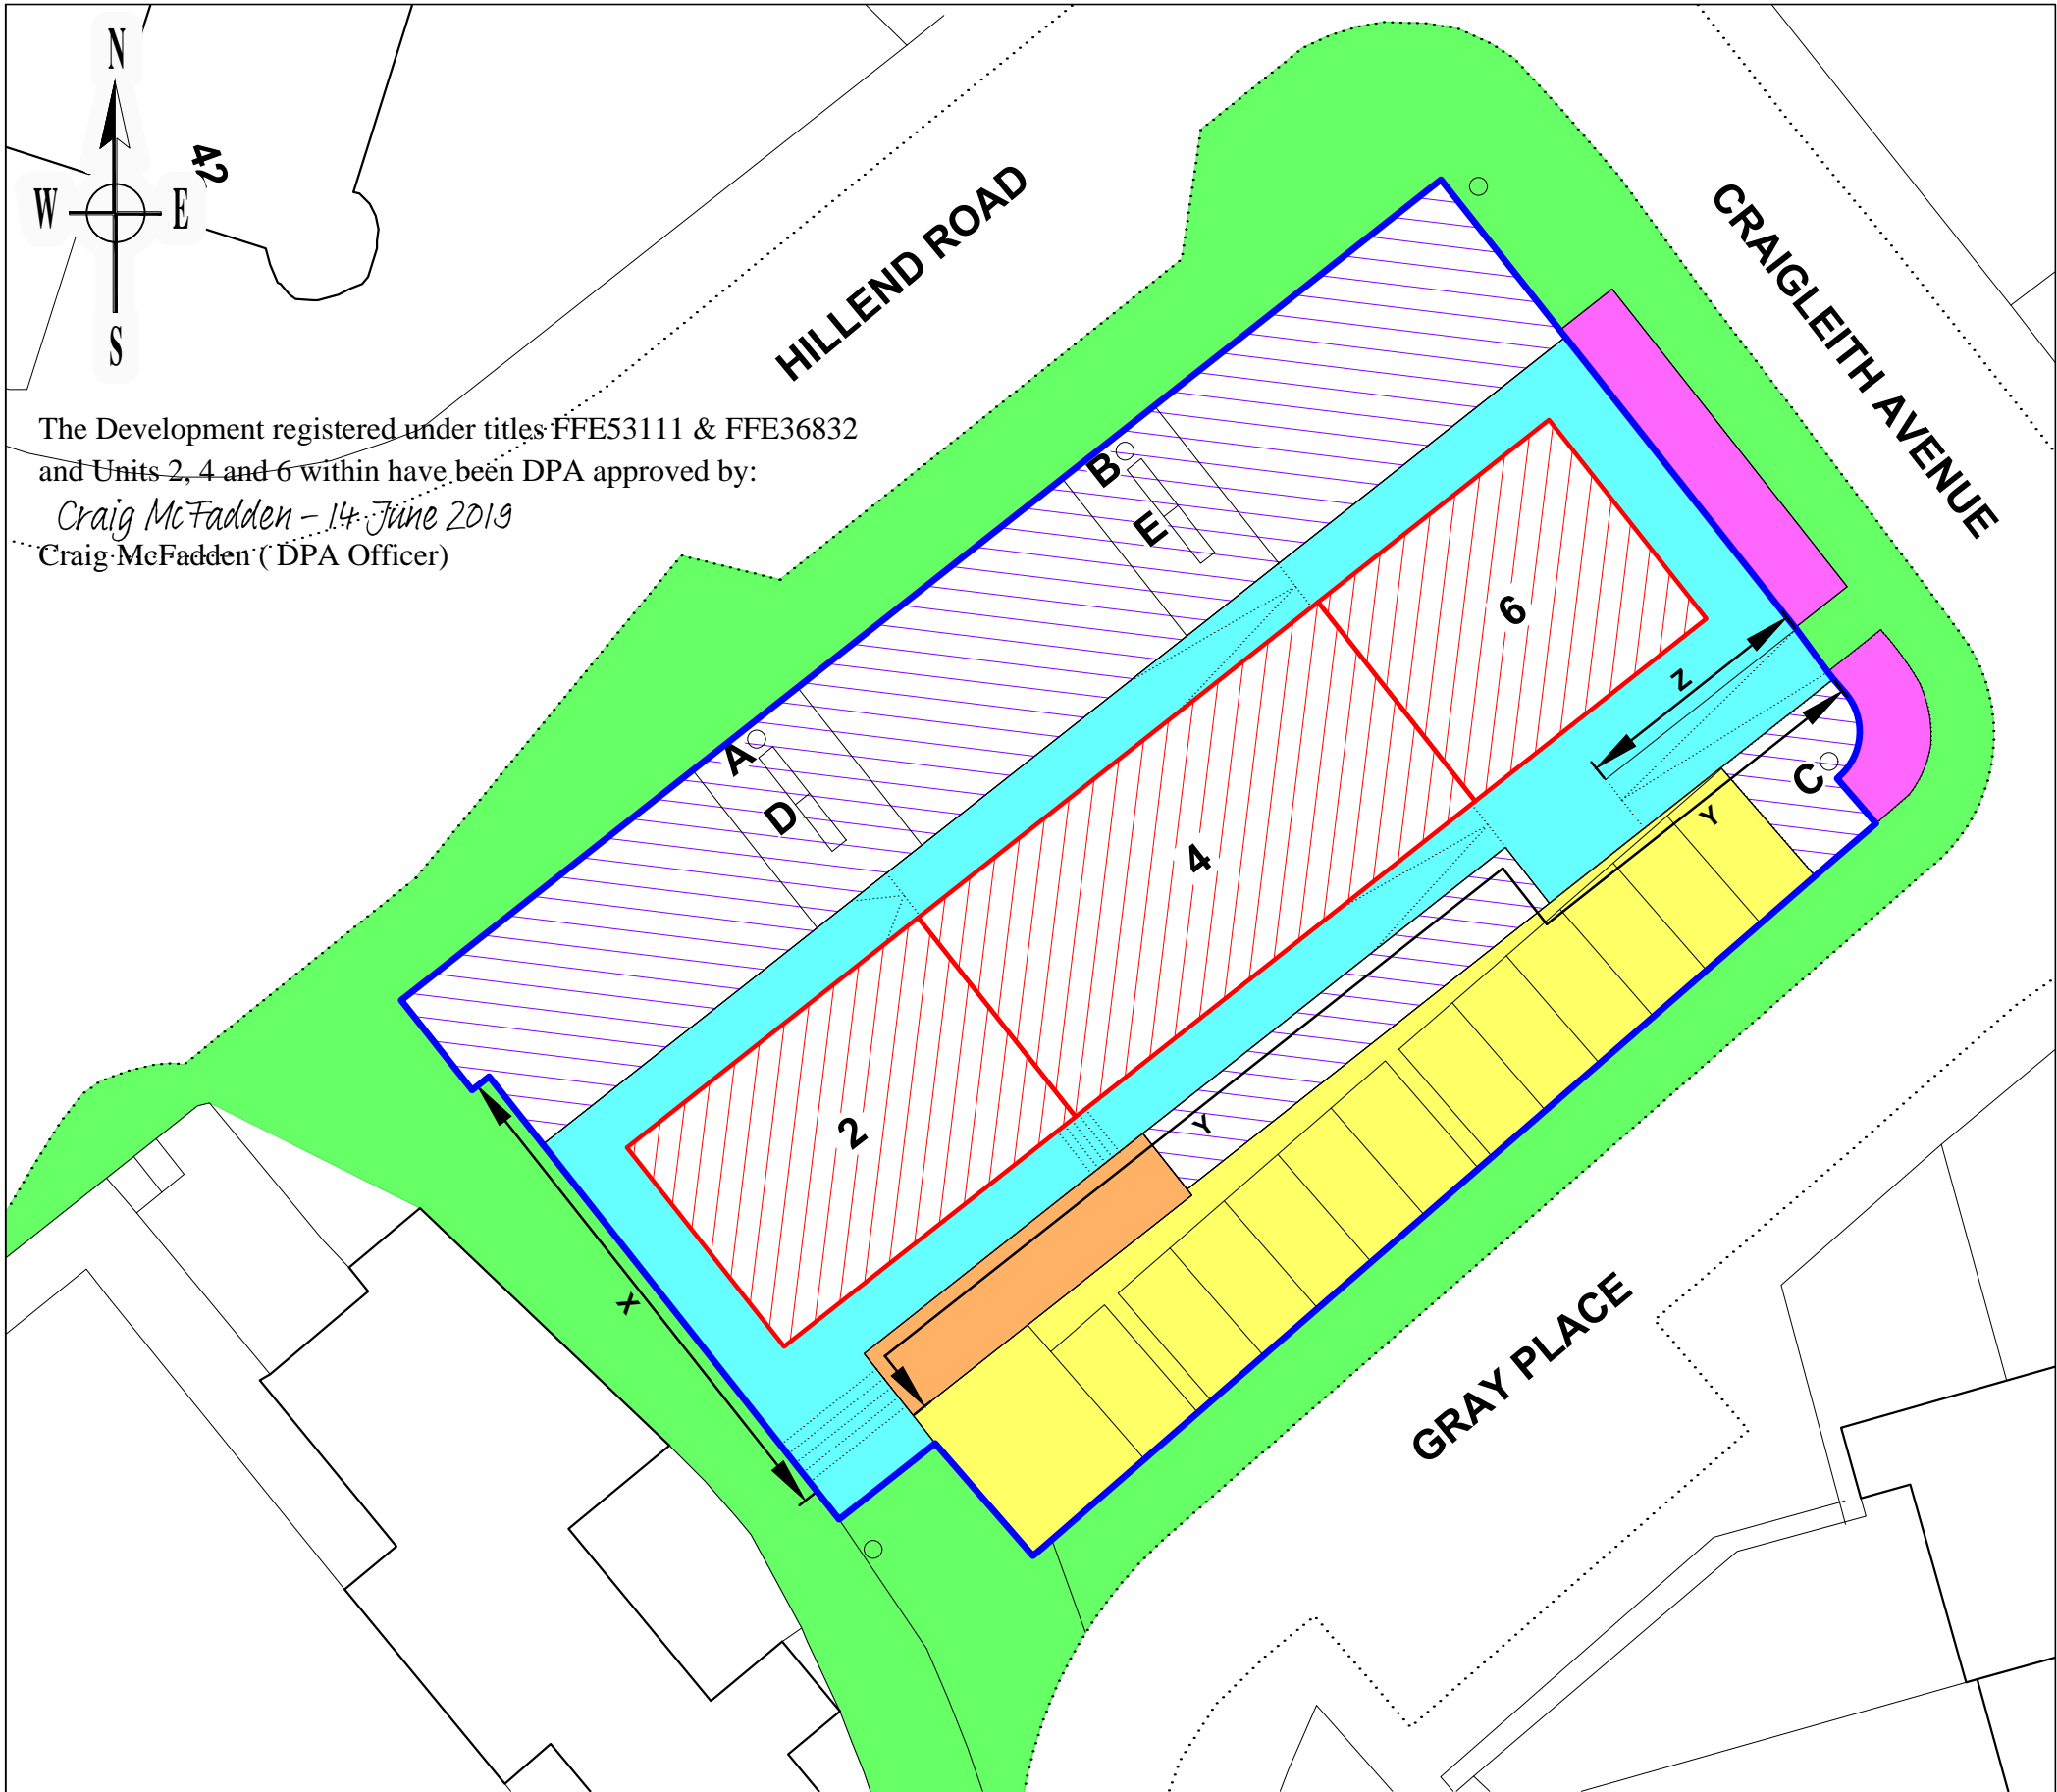 N
W E
S
42
The Development registered under titles FFE53111 & FFE36832
and Units 2, 4 and 6 within have been DPA approved by:
Craig McFadden - 14 June 2019
Craig McFadden ( DPA Officer)
HILLEND ROAD
CRAIGLEITH AVENUE
B
E
6
Z
A
D
C
Y
4
2
Y
X
GRAY PLACE